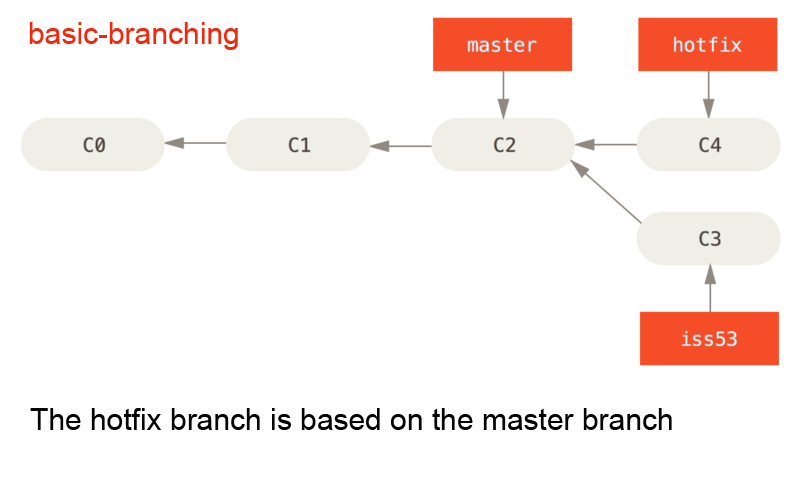 basic-branching
master
hotfix
C0
C1
C2
C4
C3
iss53
The hotfix branch is based on the master branch